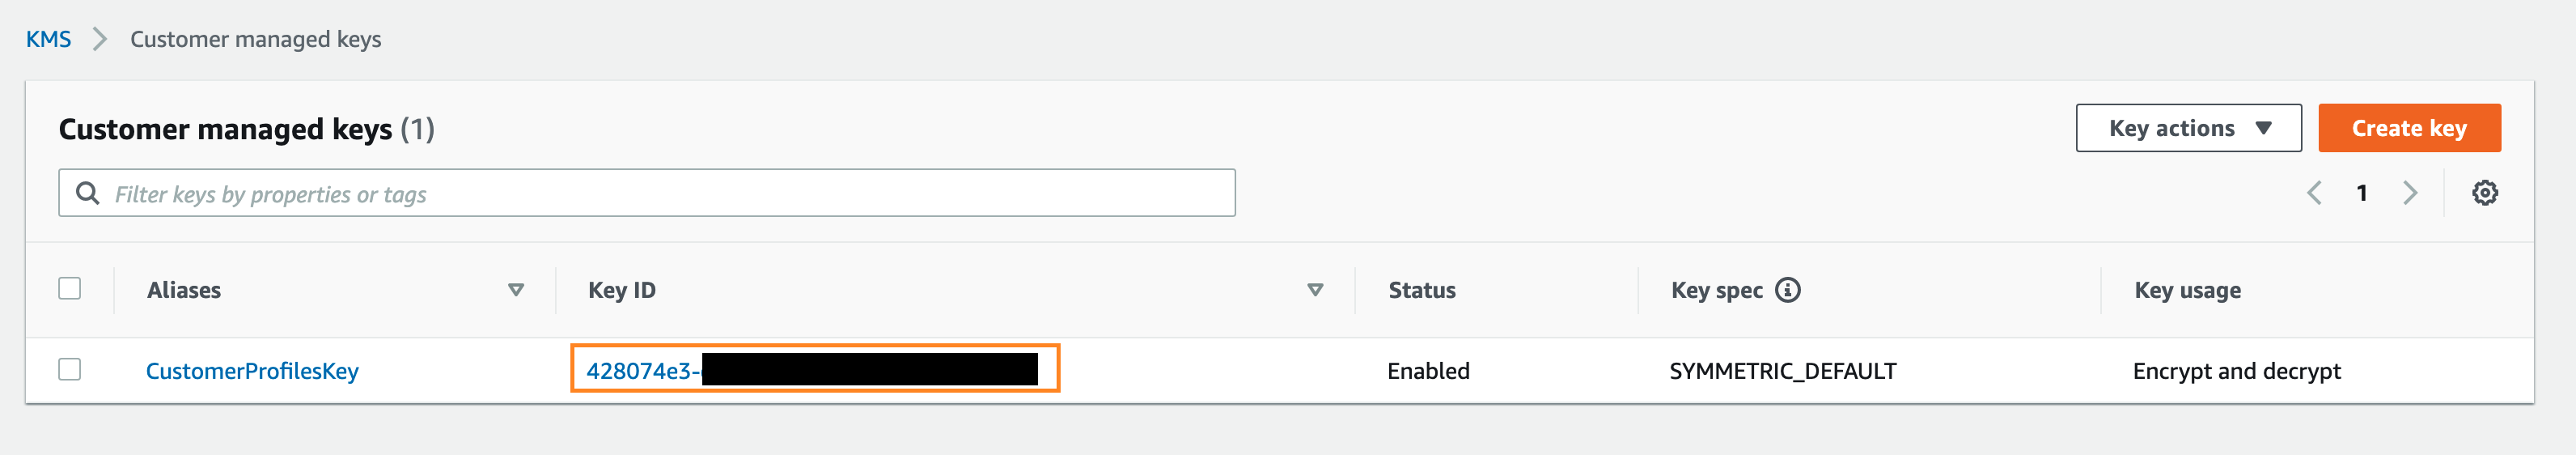 KMS > Customer managed keys
Customer managed keys (1)
Key actions
Create key
Filter keys by properties or tags
1
Aliases Key ID Status Key spec Key usage
CustomerProfilesKey 428074e3- Enabled SYMMETRIC_DEFAULT Encrypt and decrypt